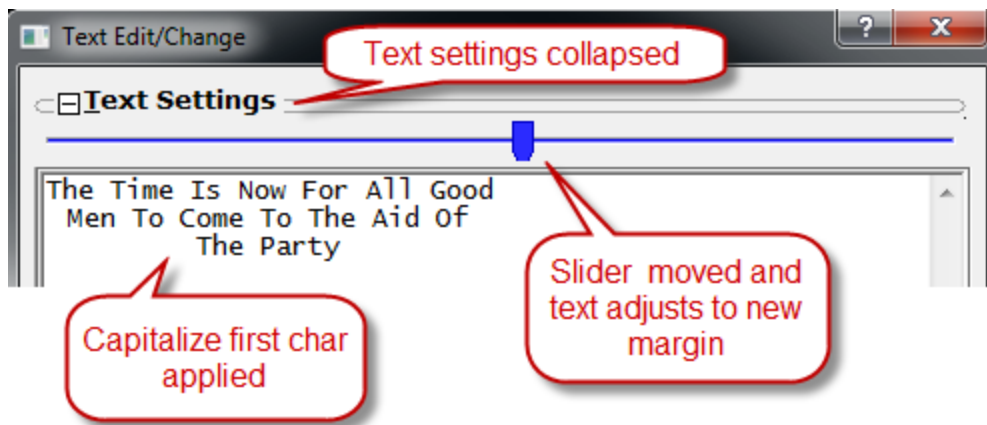 Text Edit/Change
?
X
Text settings collapsed
Text Settings
The Time Is Now For All Good
Men To Come To The Aid Of
The Party
Slider moved and
text adjusts to new
margin
Capitalize first char
applied